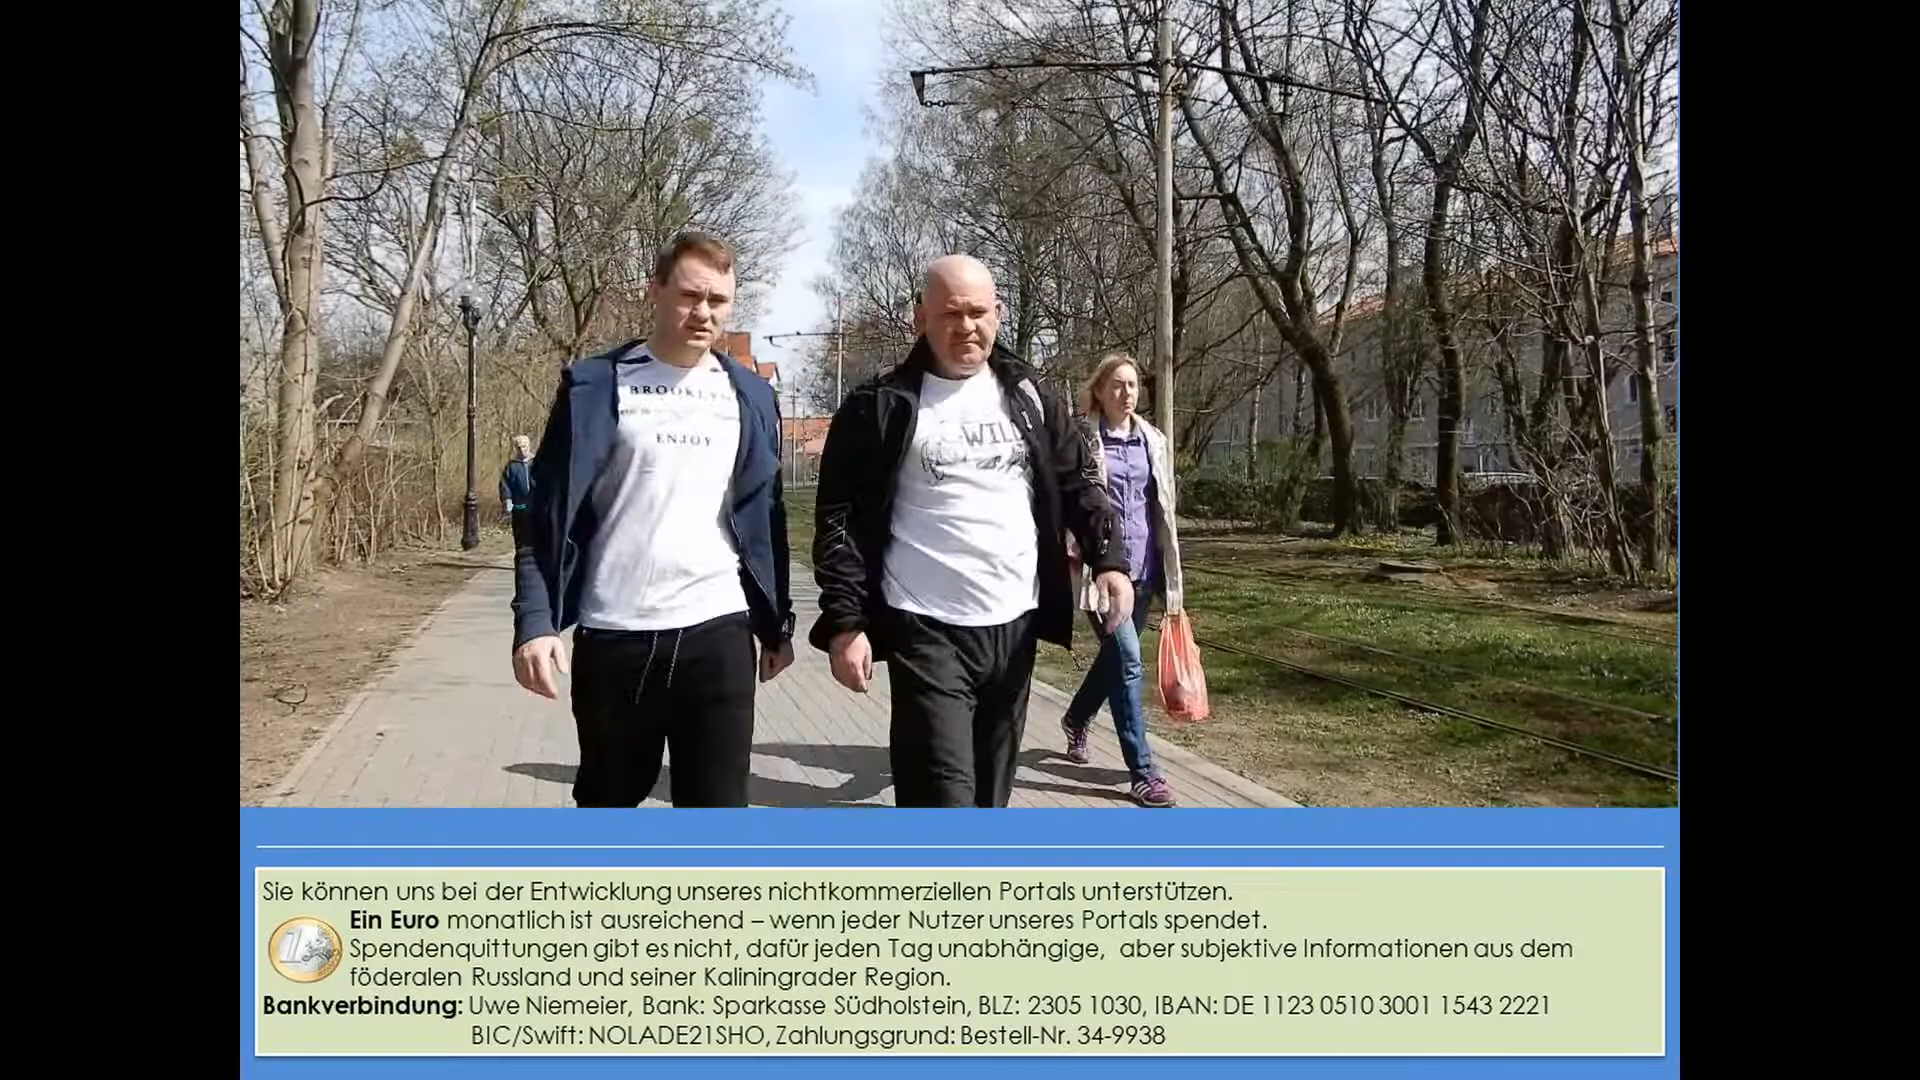 BROOKLYN
ENJOY
WILD
Sie können uns bei der Entwicklung unseres nichtkommerziellen Portals unterstützen.
Ein Euro monatlich ist ausreichend – wenn jeder Nutzer unseres Portals spendet.
Spendenquittungen gibt es nicht, dafür jeden Tag unabhängige, aber subjektive Informationen aus dem
föderalen Russland und seiner Kaliningrader Region.
Bankverbindung: Uwe Niemeier, Bank: Sparkasse Südholstein, BLZ: 2305 1030, IBAN: DE 1123 0510 3001 1543 2221
BIC/Swift: NOLADE21SHO, Zahlungsgrund: Bestell-Nr. 34-9938